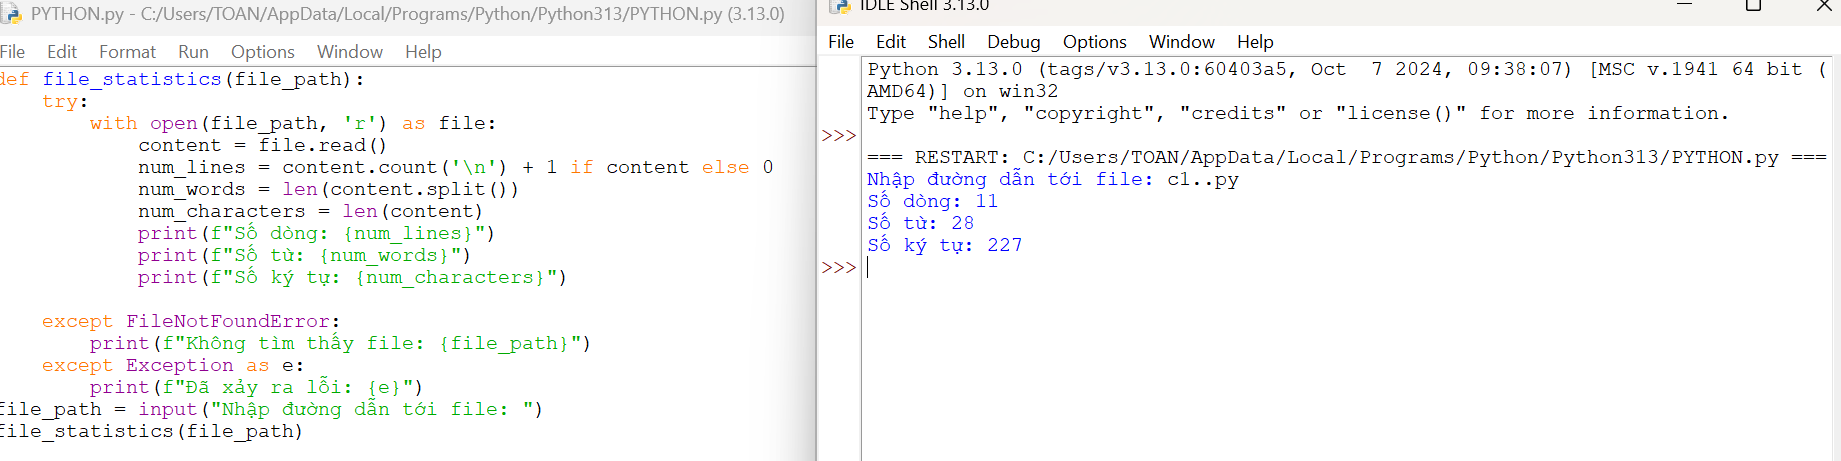 PYTHON.py - C:/Users/TOAN/AppData/Local/Programs/Python/Python313/PYTHON.py (3.13.0)
File Edit Format Run Options Window Help
def file_statistics(file_path):
    try:
        with open(file_path, 'r') as file:
            content = file.read()
            num_lines = content.count('\n') + 1 if content else 0
            num_words = len(content.split())
            num_characters = len(content)
            print(f"Số dòng: {num_lines}")
            print(f"Số từ: {num_words}")
            print(f"Số ký tự: {num_characters}")
    except FileNotFoundError:
        print(f"Không tìm thấy file: {file_path}")
    except Exception as e:
        print(f"Đã xảy ra lỗi: {e}")
file_path = input("Nhập đường dẫn tới file: ")
file_statistics(file_path)
IDLE Shell 3.13.0
File Edit Shell Debug Options Window Help
Python 3.13.0 (tags/v3.13.0:60403a5, Oct  7 2024, 09:38:07) [MSC v.1941 64 bit (
AMD64)] on win32
Type "help", "copyright", "credits" or "license()" for more information.
>>>
=== RESTART: C:/Users/TOAN/AppData/Local/Programs/Python/Python313/PYTHON.py ===
Nhập đường dẫn tới file: c1..py
Số dòng: 11
Số từ: 28
Số ký tự: 227
>>>